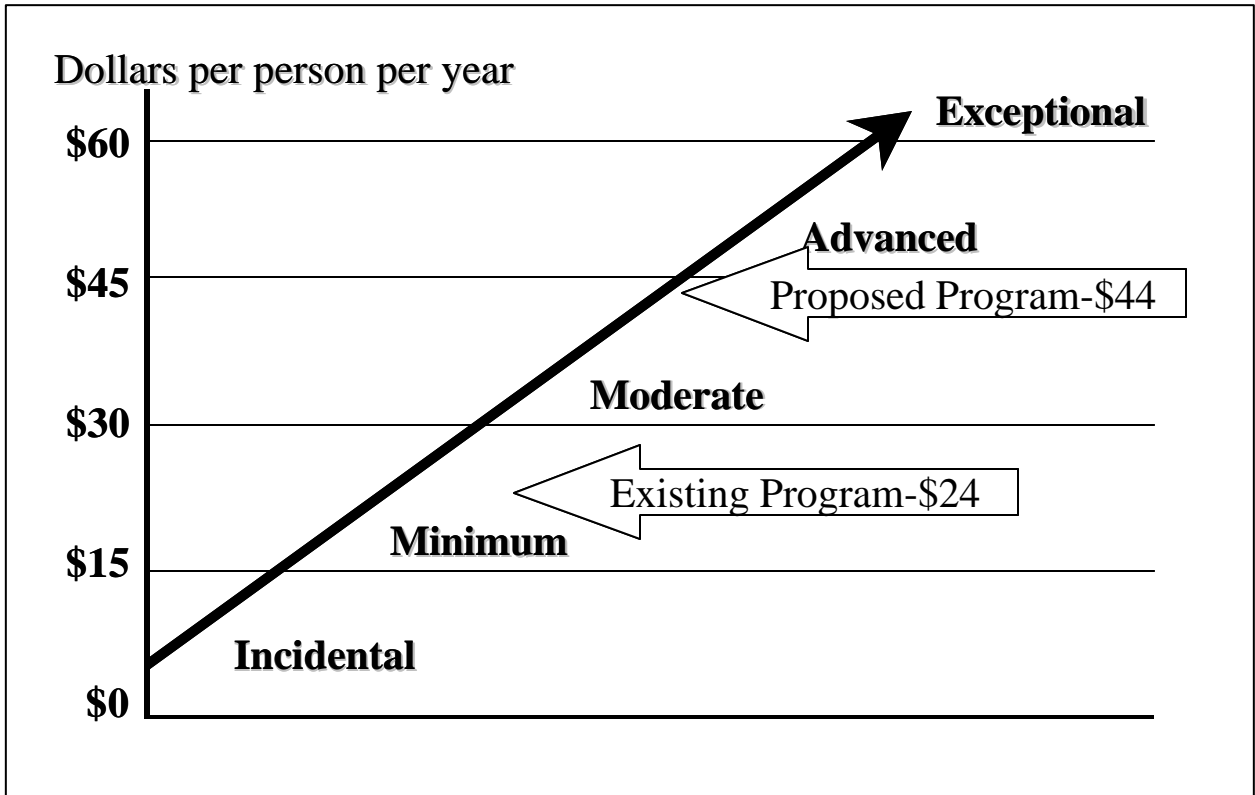 Dollars per person per year
$60
Exceptional
Advanced
$45
Proposed Program-$44
Moderate
$30
Existing Program-$24
Minimum
$15
Incidental
$0